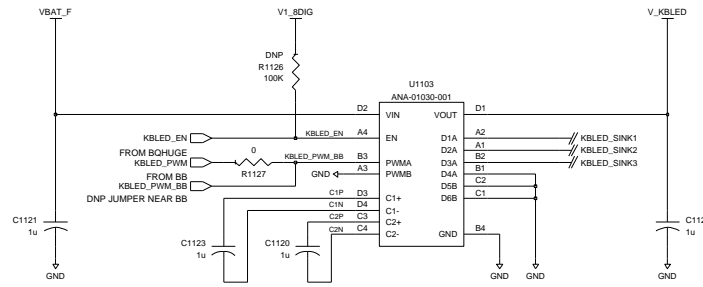 VBAT_F
V1_8DIG
V_KBLED
DNP
R1126
100K
U1103
ANA-01030-001
D2
VIN
VOUT
D1
KBLED_EN
KBLED_EN
A4
EN
D1A
A2
KBLED_SINK1
D2A
A1
KBLED_SINK2
FROM BQHUGE
KBLED_PWM
0
R1127
KBLED_PWM_BB
B3
PWMA
D3A
B2
KBLED_SINK3
GND
A3
PWMB
D4A
B1
FROM BB
KBLED_PWM_BB
DNP JUMPER NEAR BB
D5B
C2
D6B
C1
C1P
D3
C1+
C1N
D4
C1-
C2P
C3
C2+
C2N
C4
C2-
GND
B4
C1121
1u
C1123
1u
C1120
1u
1u
GND
GND
GND
GND